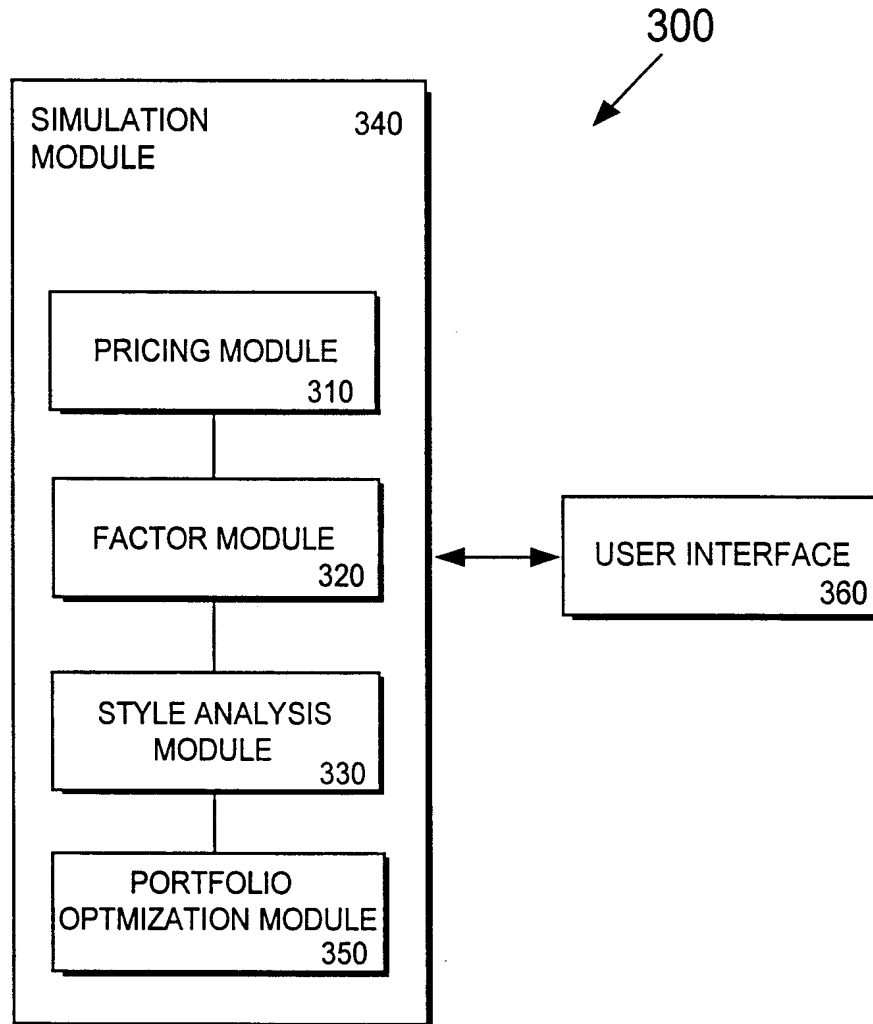 300
SIMULATION 340
MODULE
PRICING MODULE
310
FACTOR MODULE
320
STYLE ANALYSIS
MODULE
330
PORTFOLIO
OPTMIZATION MODULE
350
USER INTERFACE
360